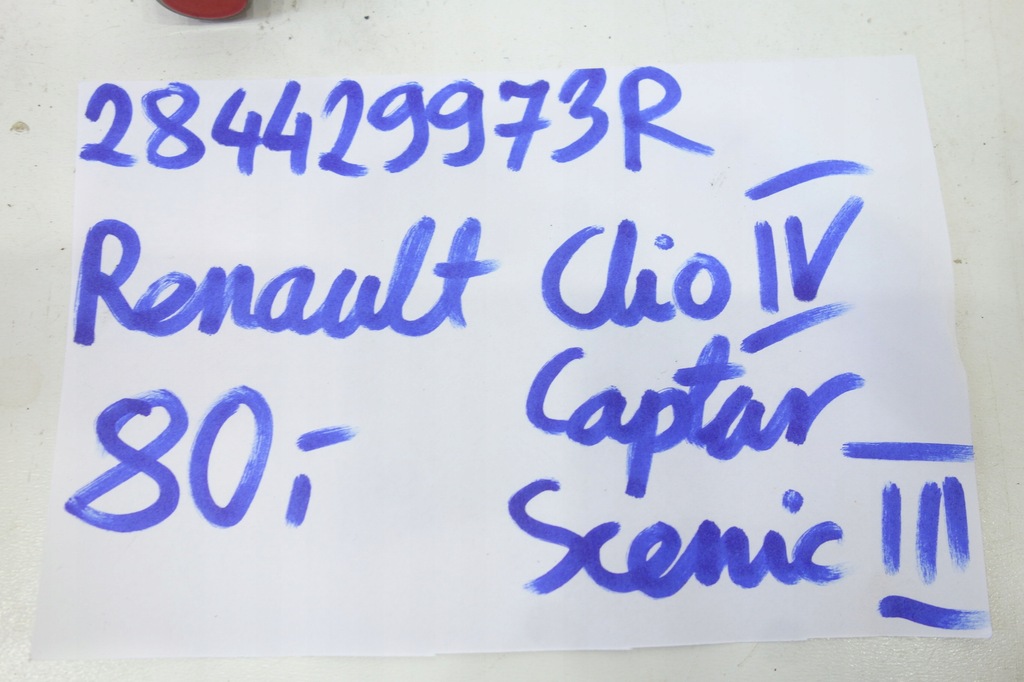 284429973R
Renault Clio IV
Captur
80,-
Scenic III